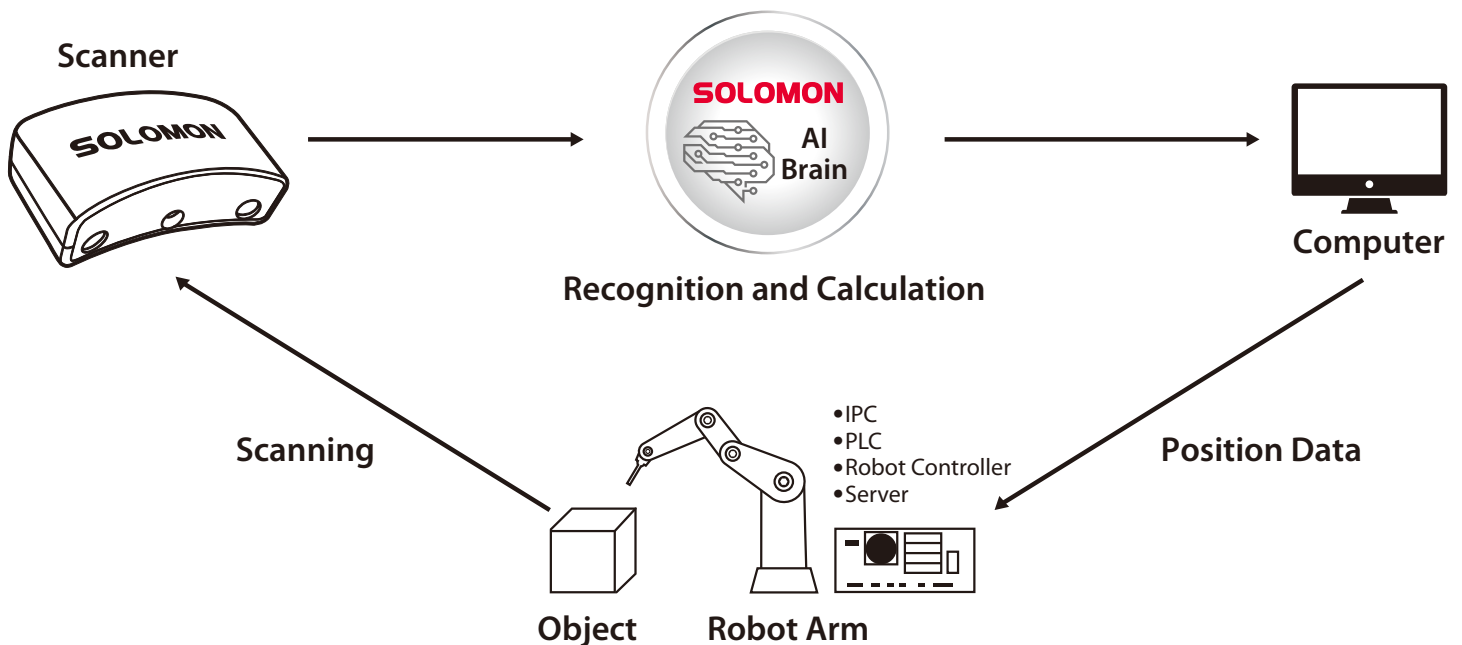 Scanner
SOLOMON
SOLOMON
AI
Brain
Recognition and Calculation
Computer
Scanning
•IPC
•PLC
•Robot Controller
•Server
Position Data
Object
Robot Arm